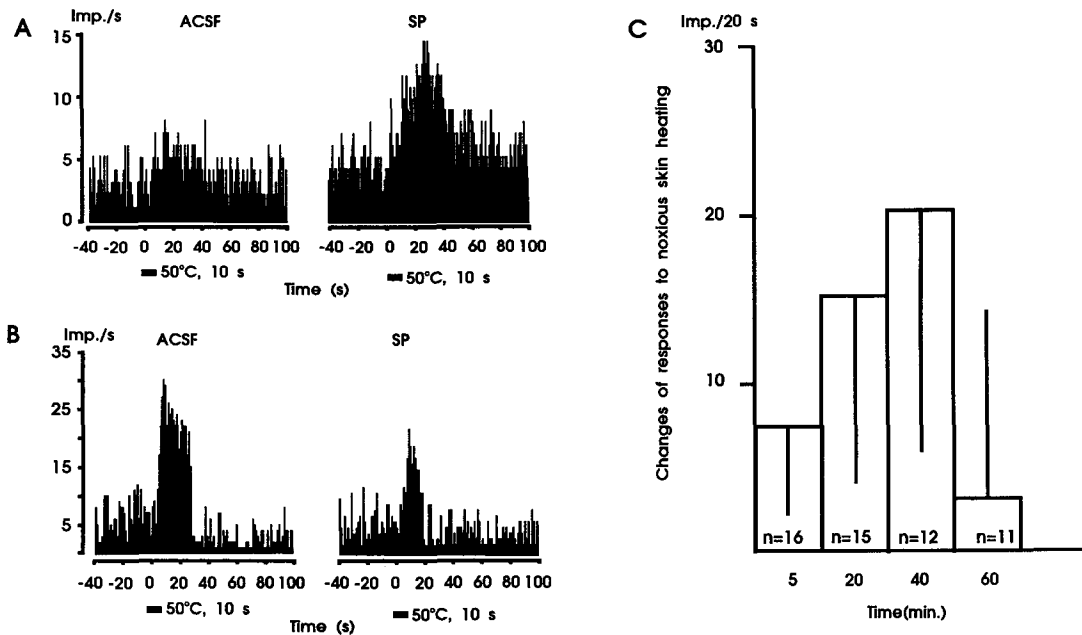 A
Imp./s
ACSF
SP
15
10
5
0
-40 -20 0 20 40 60 80 100
-40 -20 0 20 40 60 80 100
50°C, 10 s
50°C, 10 s
Time (s)
B
Imp./s
ACSF
SP
35
25
15
5
-40 -20 0 20 40 60 80 100
-40 -20 0 20 40 60 80 100
50°C, 10 s
50°C, 10 s
Time (s)
C
Imp./20 s
Changes of responses to noxious skin heating
30
20
10
n=16 n=15 n=12 n=11
5 20 40 60
Time(min.)